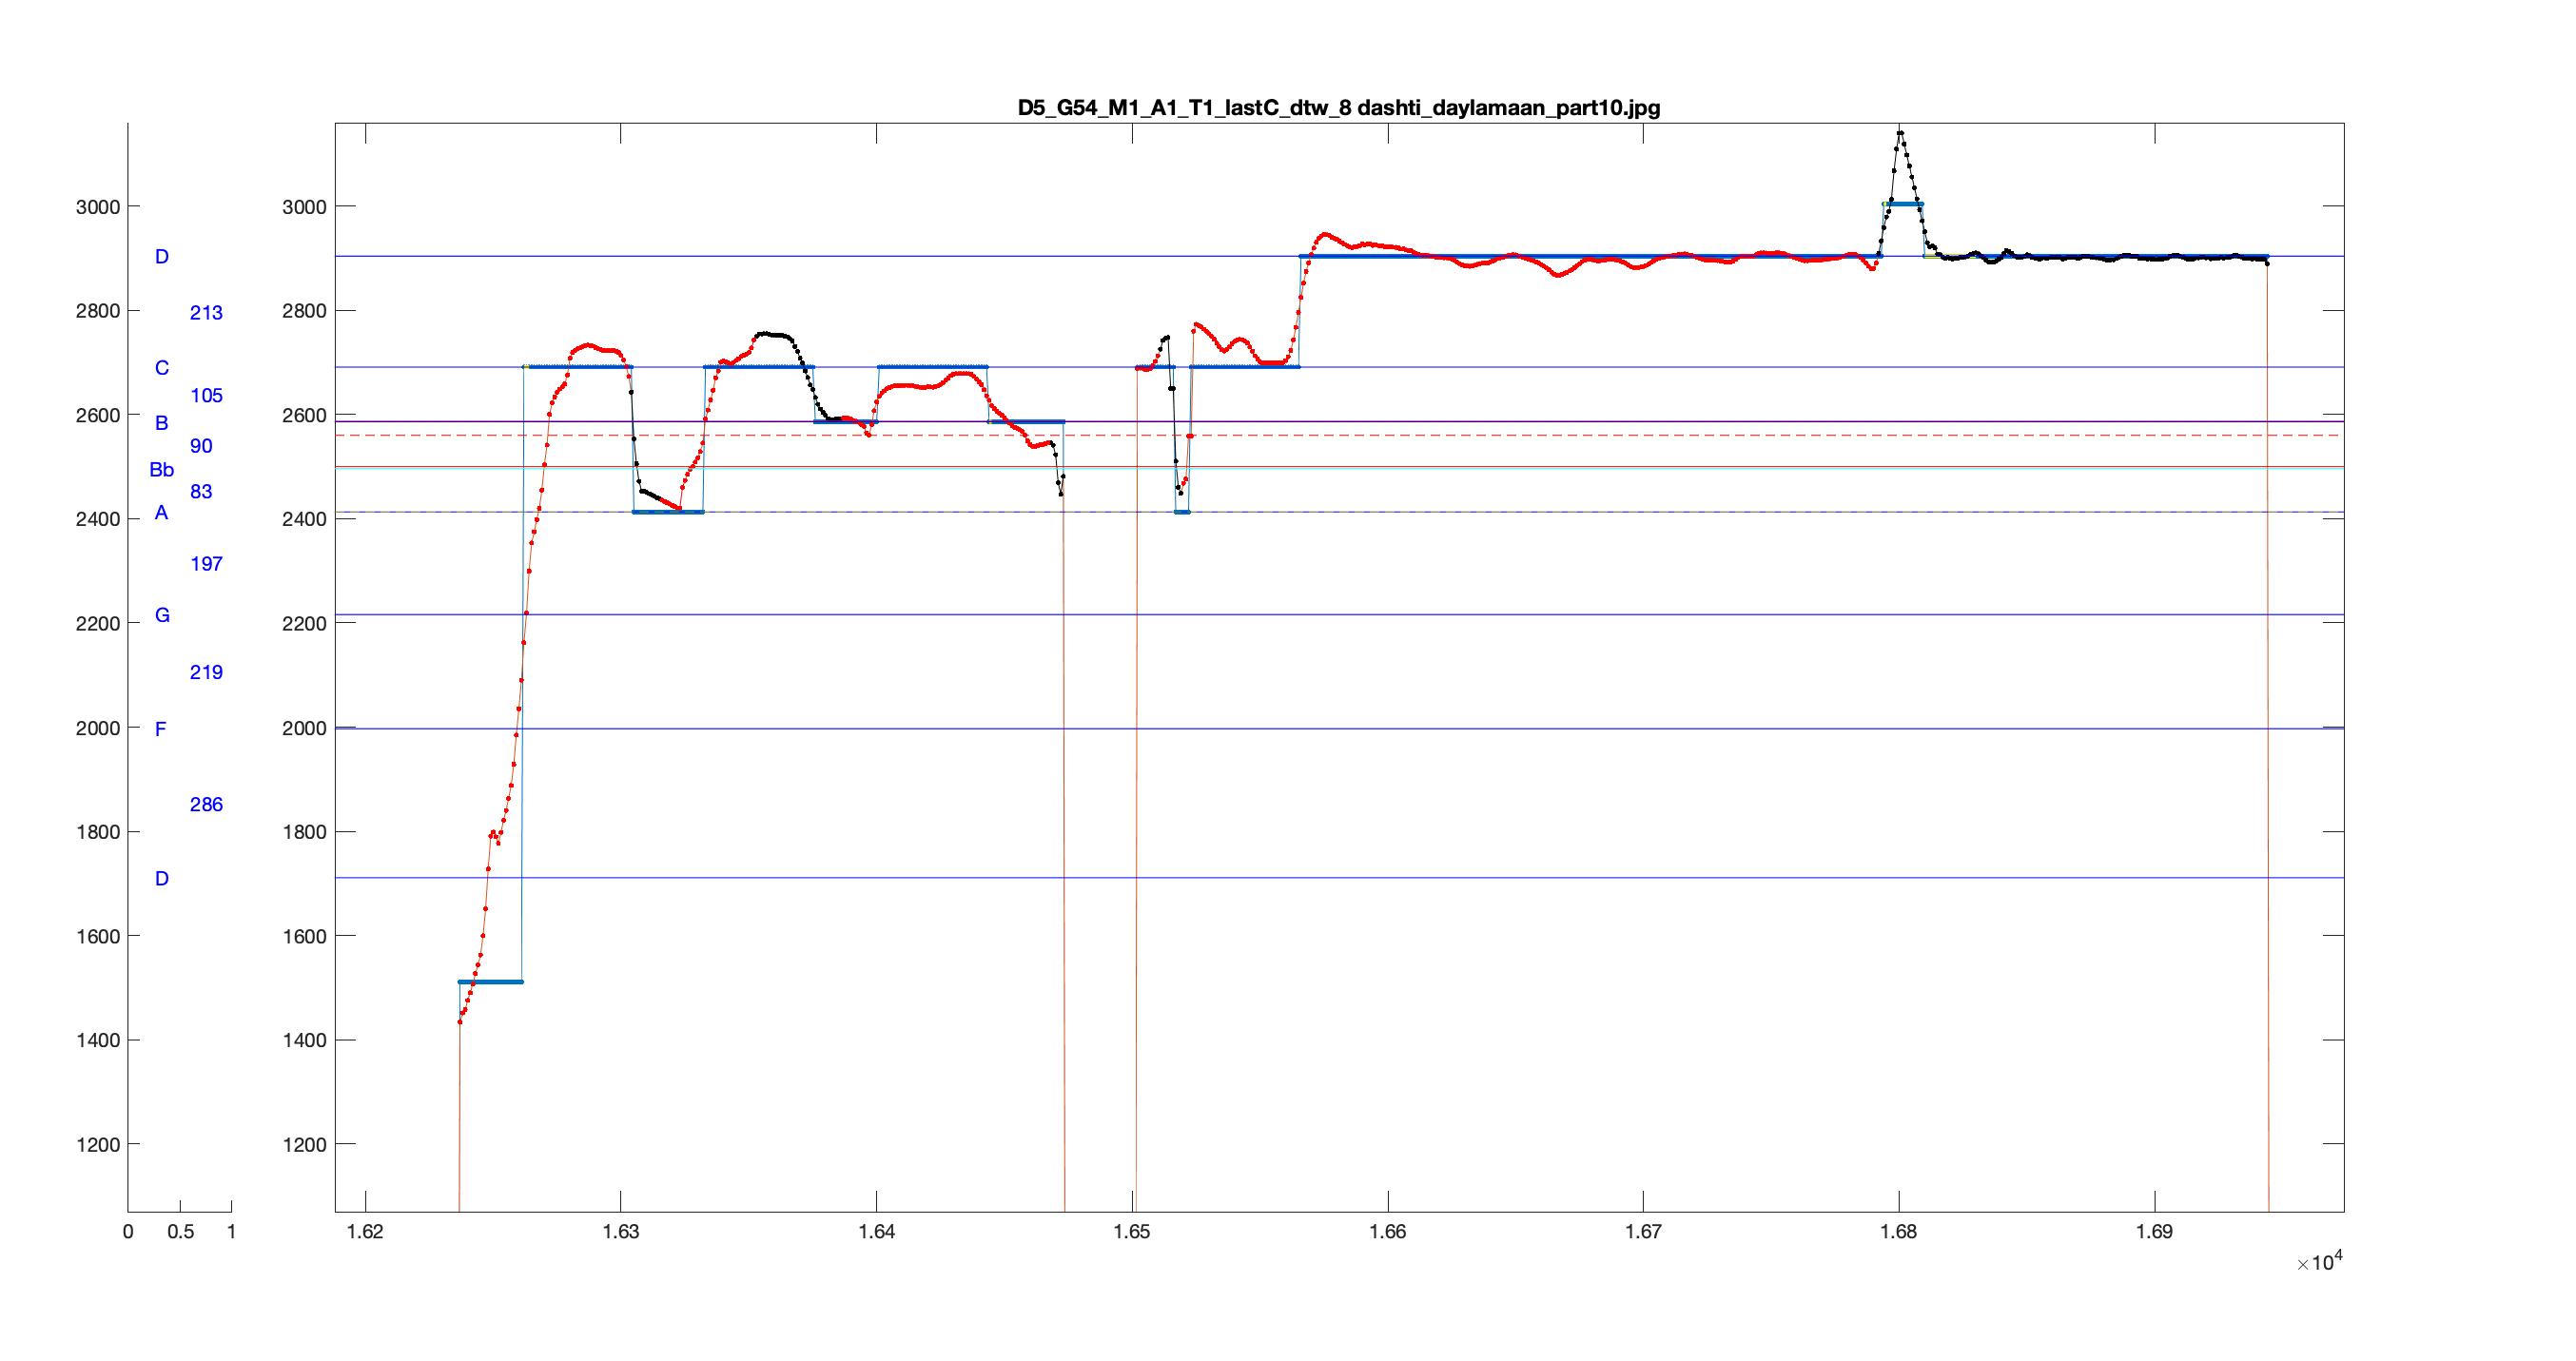 D5_G54_M1_A1_T1_lastC_dtw_8 dashti_daylamaan_part10.jpg
3000 3000
D
213
2800 2800
C
105
2600 2600
B
90
Bb
83
A
2400 2400
197
G
2200 2200
219
2000 F 2000
286
1800 1800
D
1600 1600
1400 1400
1200 1200
0 0.5 1 1.62 1.63 1.64 1.65 1.66 1.67 1.68 1.69
×10^4